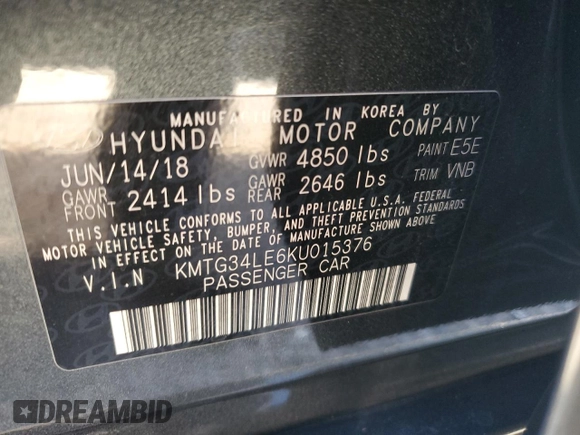 MANUFACTURED IN KOREA BY
HYUNDAI MOTOR COMPANY
JUN/14/18 GVWR 4850 lbs PAINT E5E
GAWR FRONT 2414 lbs GAWR REAR 2646 lbs TRIM VNB
THIS VEHICLE CONFORMS TO ALL APPLICABLE U.S.A. FEDERAL
MOTOR VEHICLE SAFETY, BUMPER, AND THEFT PREVENTION STANDARDS
IN EFFECT ON THE DATE OF MANUFACTURE SHOWN ABOVE
V.I.N KMTG34LE6KU015376
PASSENGER CAR
DREAMBID